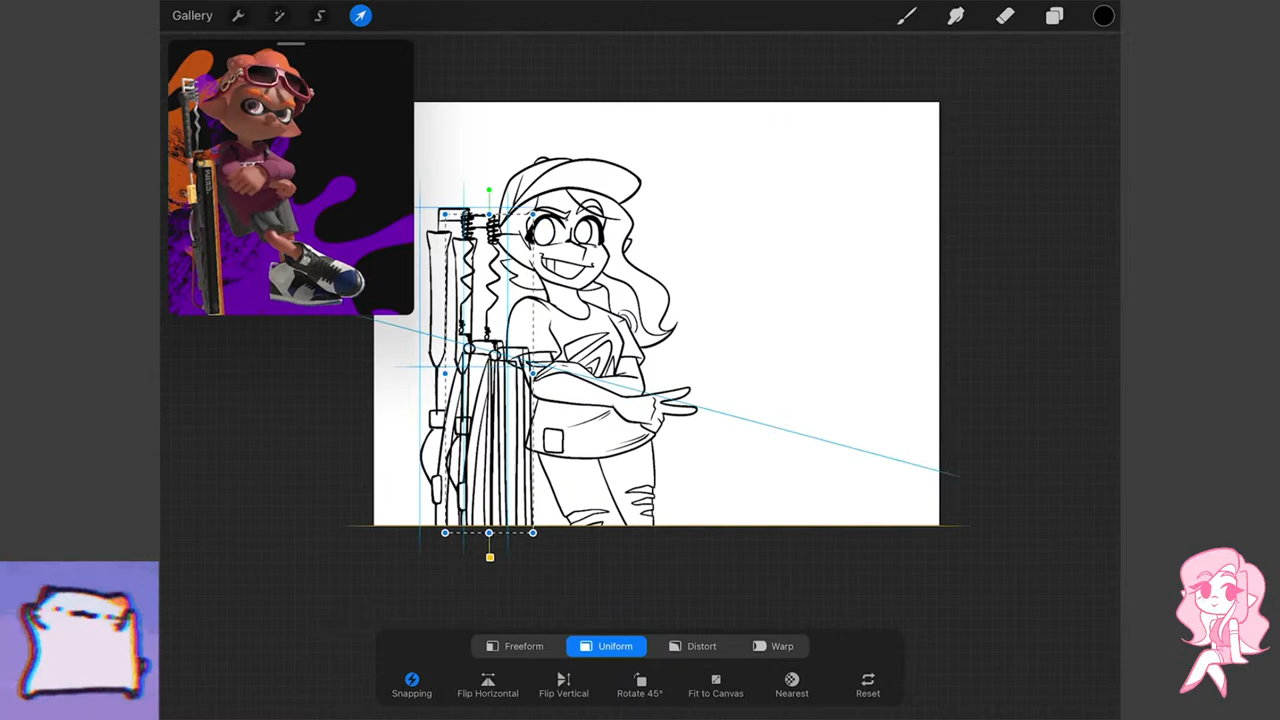 Gallery
Freeform Uniform Distort Warp
Snapping Flip Horizontal Flip Vertical Rotate 45° Fit to Canvas Nearest Reset